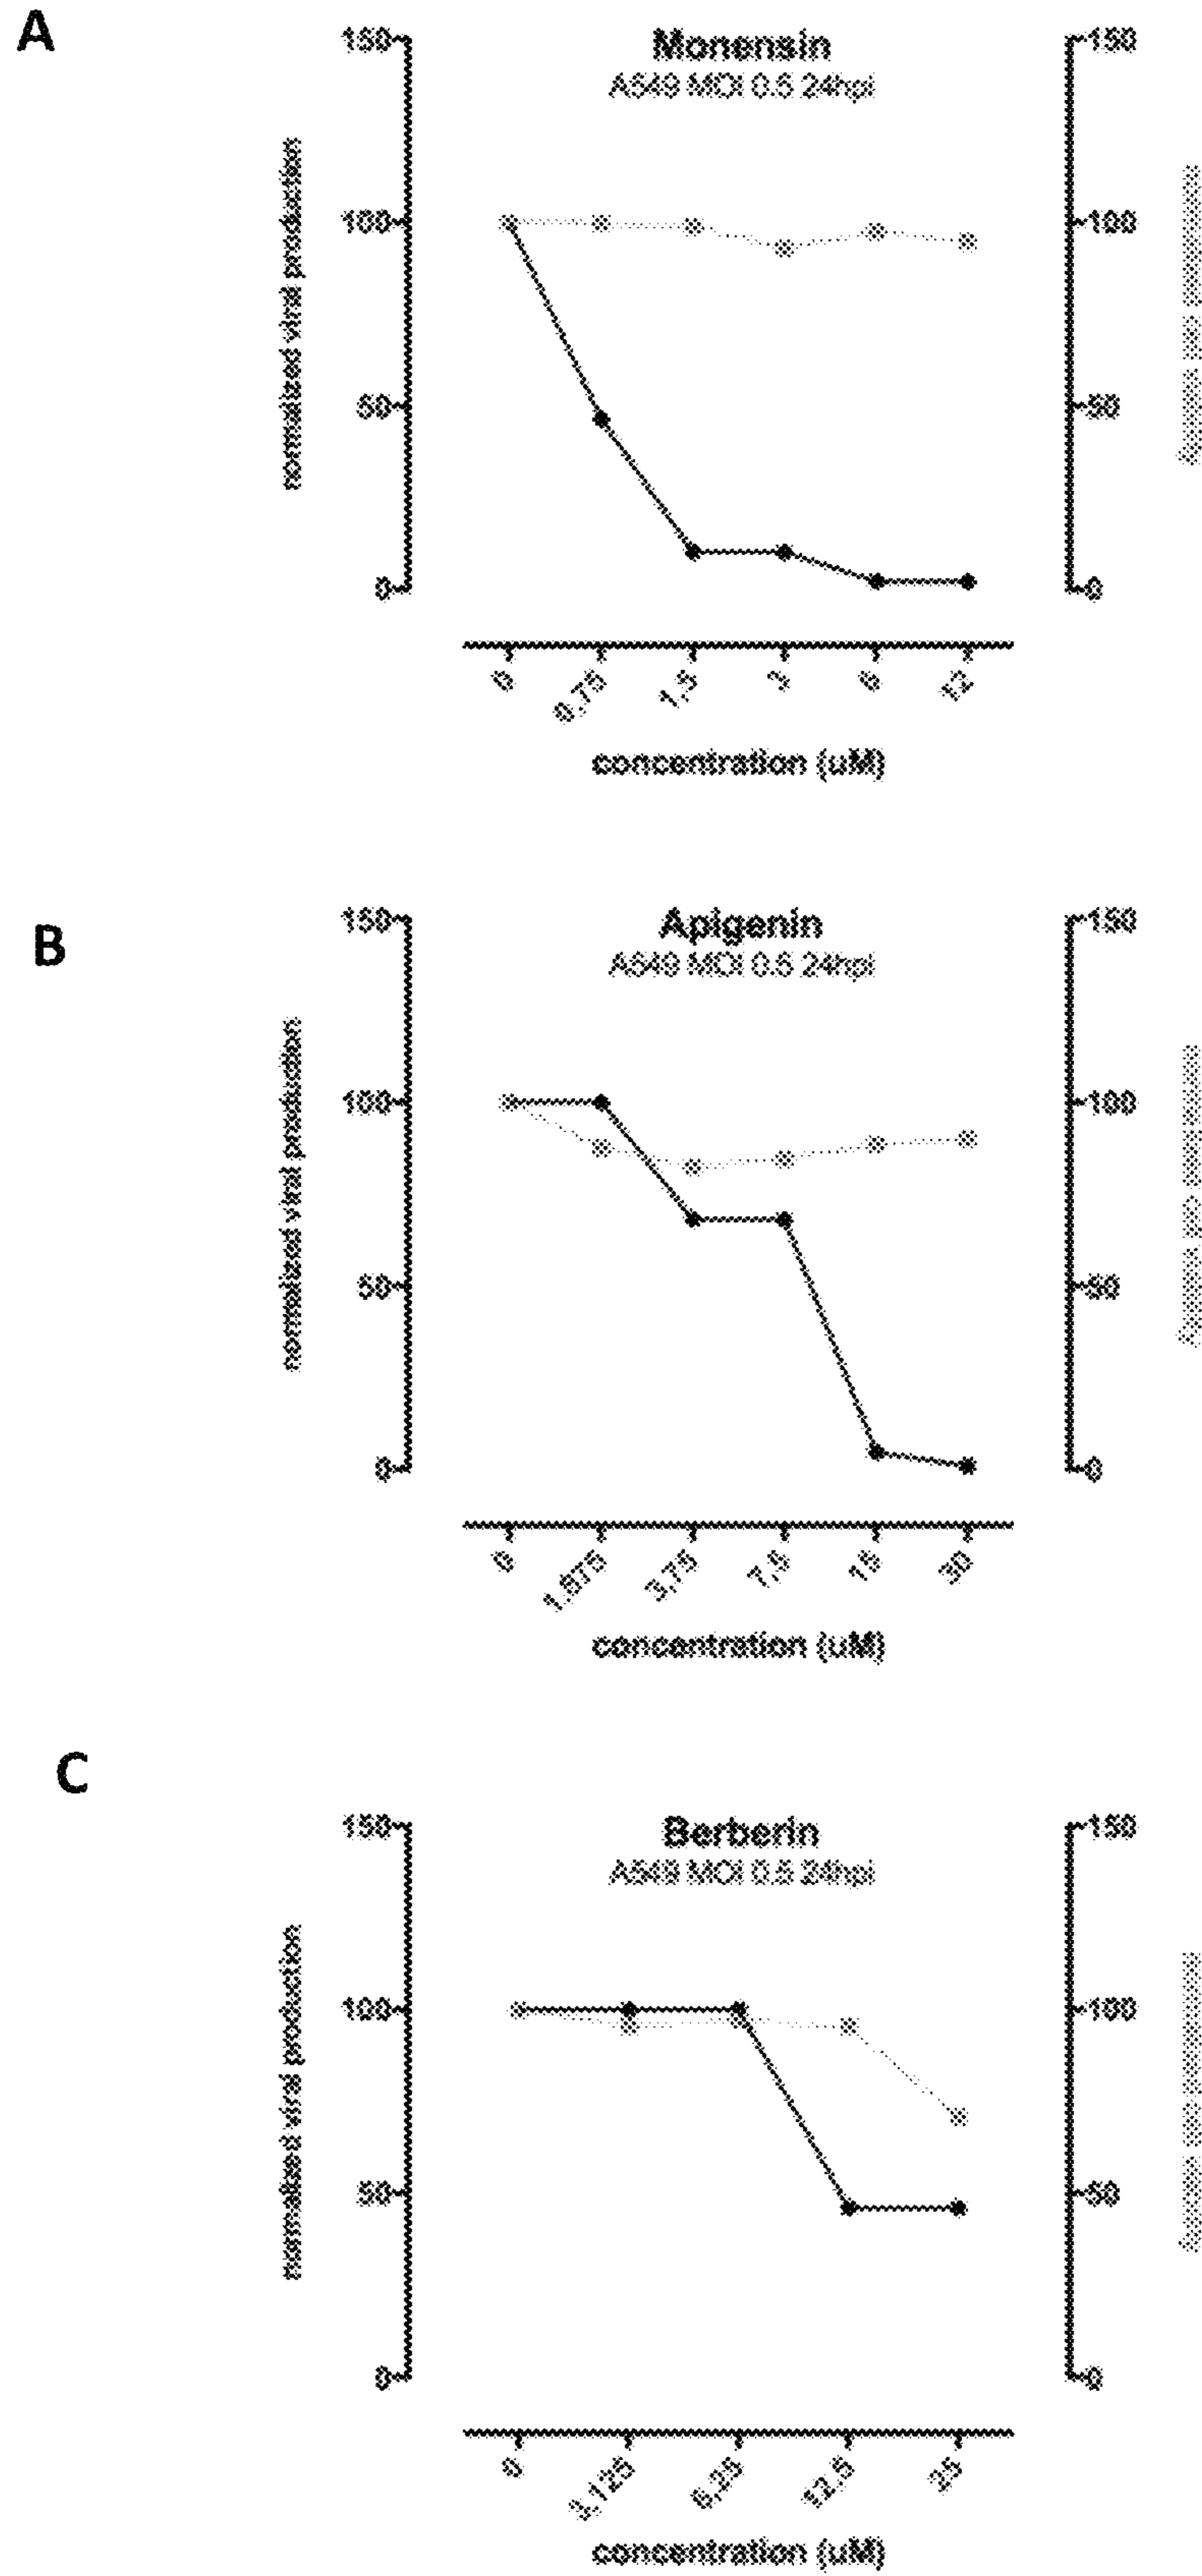 A
Monensin
A549 MOI 0.5 24hpi
150
100
50
0
normalized viral production
150
100
50
0
0
0,75
1,5
3
6
12
concentration (uM)
B
Apigenin
A549 MOI 0.5 24hpi
150
100
50
0
normalized viral production
150
100
50
0
0
1,875
3,75
7,5
15
30
concentration (uM)
C
Berberin
A549 MOI 0.5 24hpi
150
100
50
0
normalized viral production
150
100
50
0
0
3,125
6,25
12,5
25
concentration (uM)